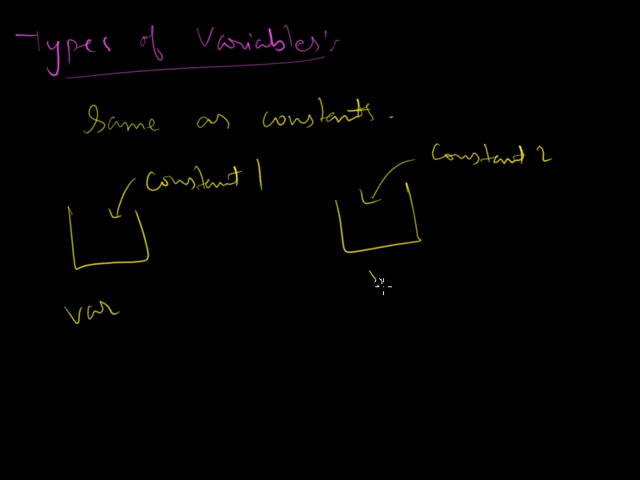 Types of Variables:
Same as constants.
Constant 1
Constant 2
var